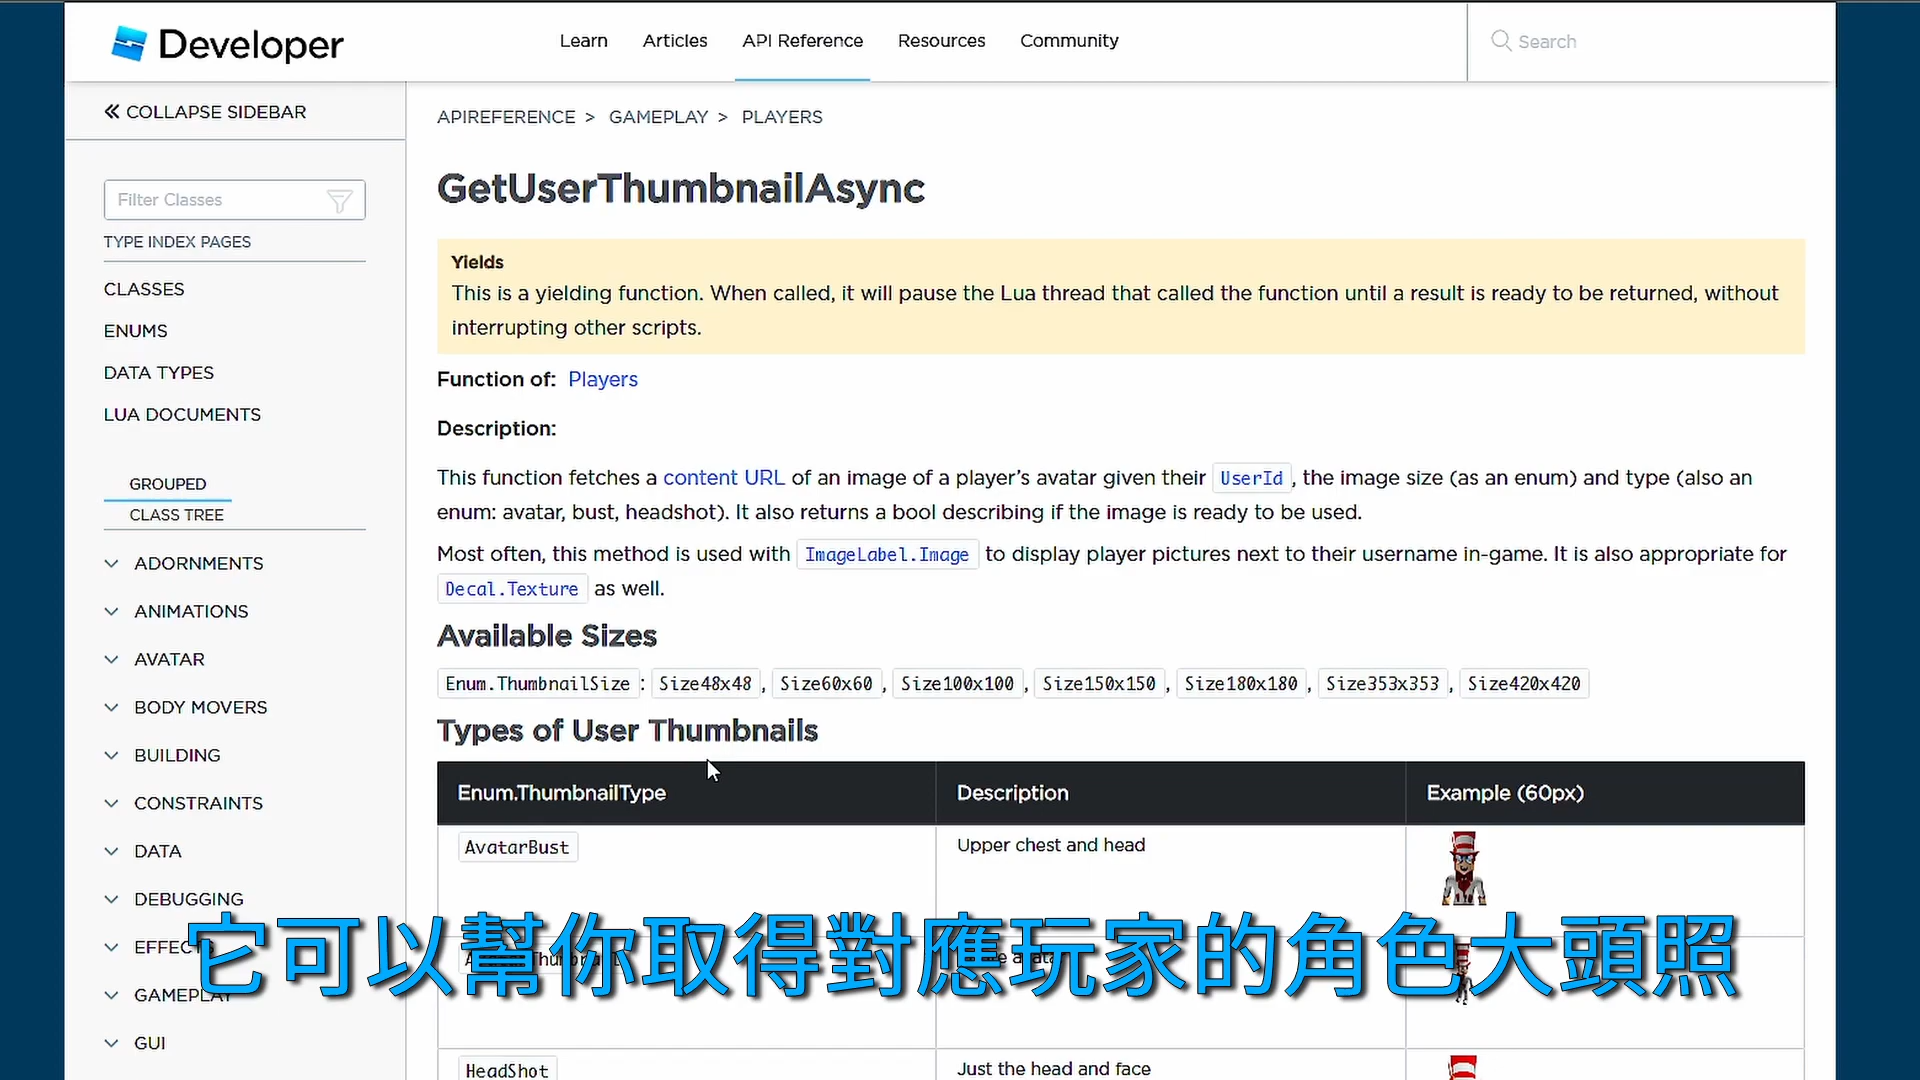 Developer
Learn
Articles
API Reference
Resources
Community
Search
COLLAPSE SIDEBAR
Filter Classes
TYPE INDEX PAGES
CLASSES
ENUMS
DATA TYPES
LUA DOCUMENTS
GROUPED
CLASS TREE
ADORNMENTS
ANIMATIONS
AVATAR
BODY MOVERS
BUILDING
CONSTRAINTS
DATA
DEBUGGING
EFFECTS
GAMEPLAY
GUI
APIREFERENCE > GAMEPLAY > PLAYERS
GetUserThumbnailAsync
Yields
This is a yielding function. When called, it will pause the Lua thread that called the function until a result is ready to be returned, without
interrupting other scripts.
Function of: Players
Description:
This function fetches a content URL of an image of a player's avatar given their UserId, the image size (as an enum) and type (also an
enum: avatar, bust, headshot). It also returns a bool describing if the image is ready to be used.
Most often, this method is used with ImageLabel.Image to display player pictures next to their username in-game. It is also appropriate for
Decal.Texture as well.
Available Sizes
Enum.ThumbnailSize: Size48x48, Size60x60, Size100x100, Size150x150, Size180x180, Size353x353, Size420x420
Types of User Thumbnails
Enum.ThumbnailType Description Example (60px)
AvatarBust Upper chest and head
HeadShot Just the head and face
它可以幫你取得對應玩家的角色大頭照